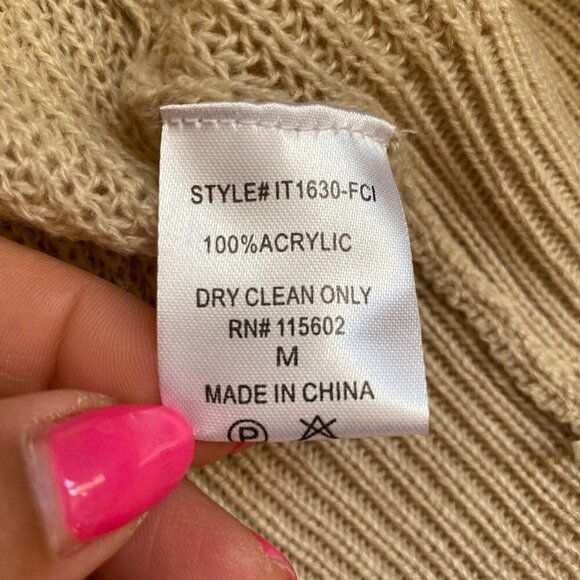 STYLE# IT1630-FCI
100%ACRYLIC
DRY CLEAN ONLY
RN# 115602
M
MADE IN CHINA
P